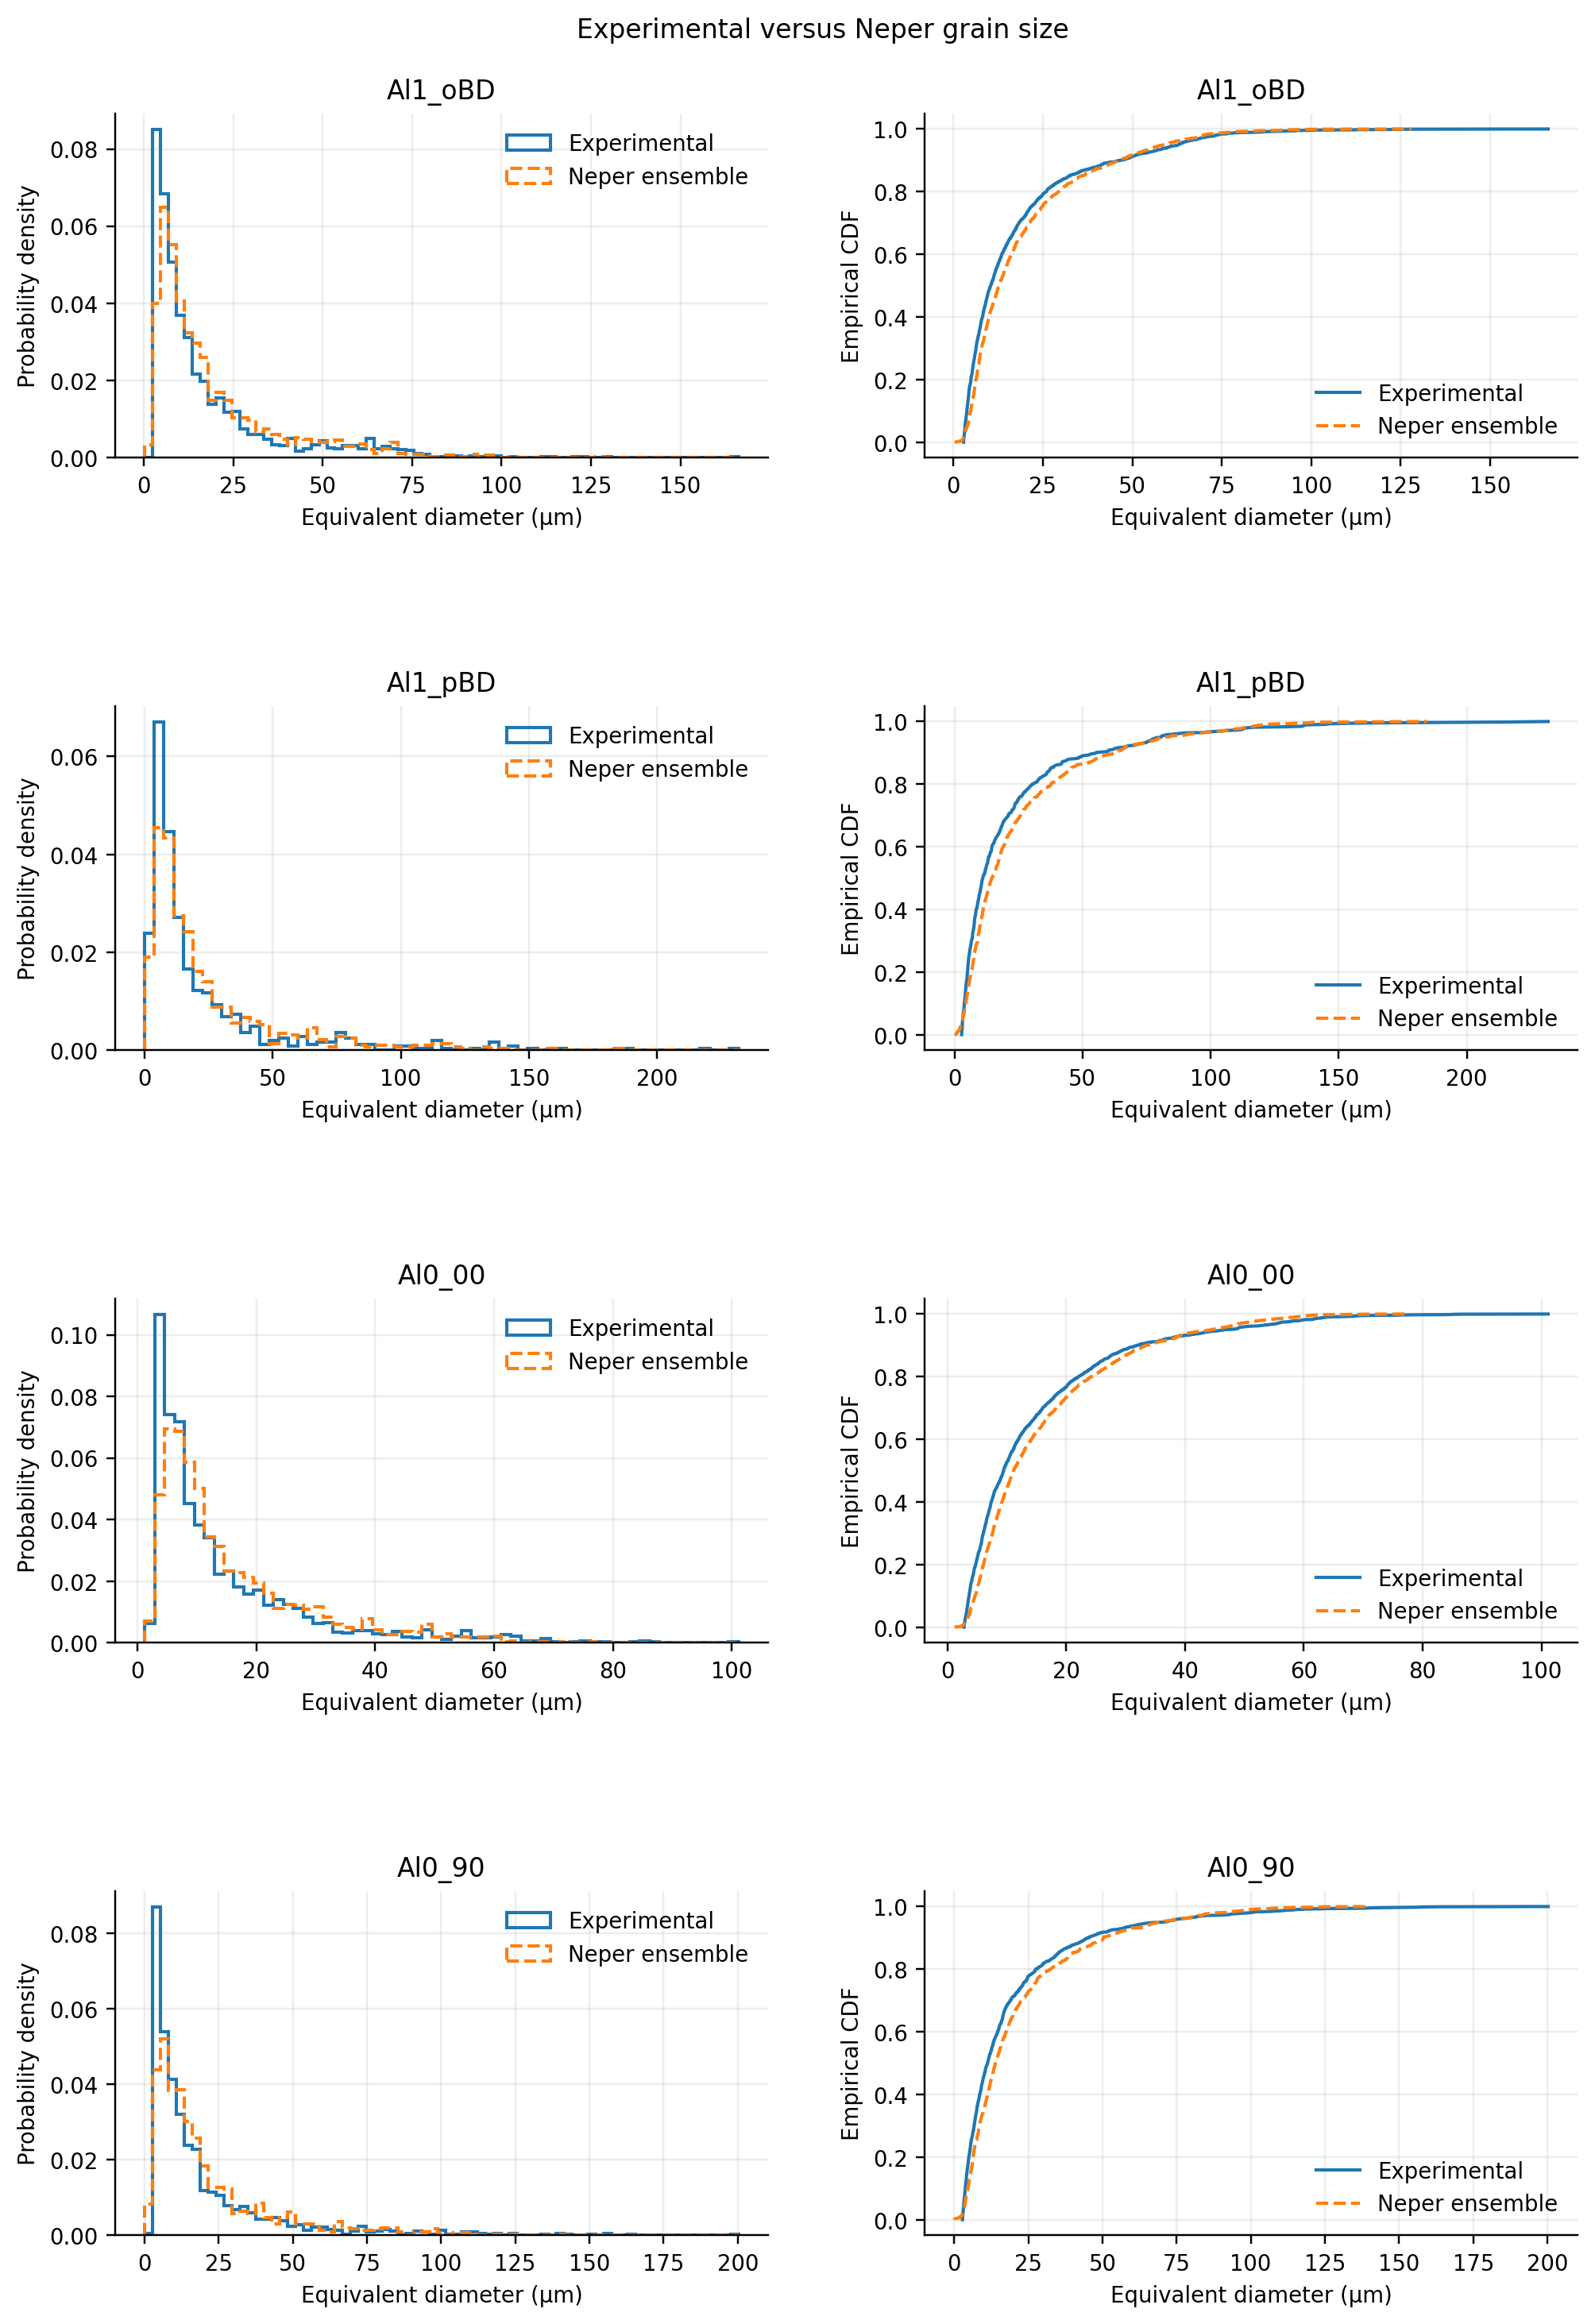 Experimental versus Neper grain size
Al1_oBD
Probability density
0.08
0.06
0.04
0.02
0.00
Experimental
Neper ensemble
0 25 50 75 100 125 150
Equivalent diameter (µm)
Al1_oBD
Empirical CDF
1.0
0.8
0.6
0.4
0.2
0.0
Experimental
Neper ensemble
0 25 50 75 100 125 150
Equivalent diameter (µm)
Al1_pBD
Probability density
0.06
0.04
0.02
0.00
Experimental
Neper ensemble
0 50 100 150 200
Equivalent diameter (µm)
Al1_pBD
Empirical CDF
1.0
0.8
0.6
0.4
0.2
0.0
Experimental
Neper ensemble
0 50 100 150 200
Equivalent diameter (µm)
Al0_00
Probability density
0.10
0.08
0.06
0.04
0.02
0.00
Experimental
Neper ensemble
0 20 40 60 80 100
Equivalent diameter (µm)
Al0_00
Empirical CDF
1.0
0.8
0.6
0.4
0.2
0.0
Experimental
Neper ensemble
0 20 40 60 80 100
Equivalent diameter (µm)
Al0_90
Probability density
0.08
0.06
0.04
0.02
0.00
Experimental
Neper ensemble
0 25 50 75 100 125 150 175 200
Equivalent diameter (µm)
Al0_90
Empirical CDF
1.0
0.8
0.6
0.4
0.2
0.0
Experimental
Neper ensemble
0 25 50 75 100 125 150 175 200
Equivalent diameter (µm)